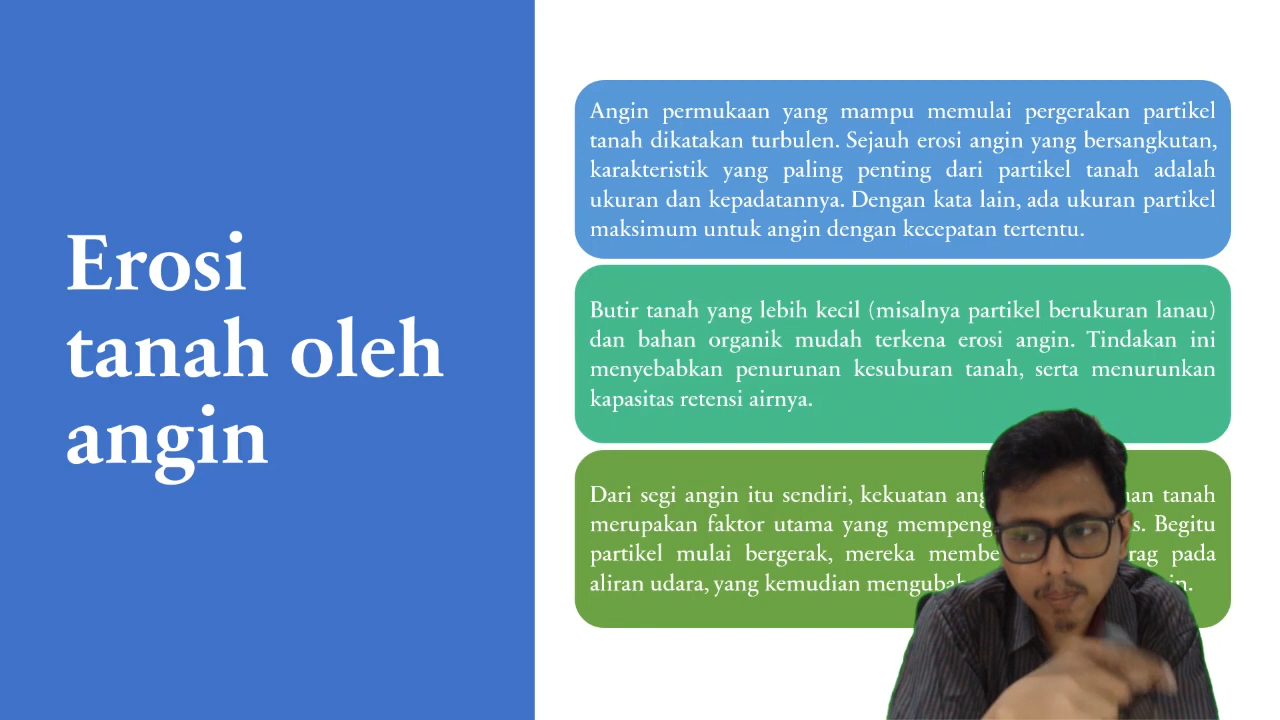 Erosi
tanah oleh
angin
Angin permukaan yang mampu memulai pergerakan partikel
tanah dikatakan turbulen. Sejauh erosi angin yang bersangkutan,
karakteristik yang paling penting dari partikel tanah adalah
ukuran dan kepadatannya. Dengan kata lain, ada ukuran partikel
maksimum untuk angin dengan kecepatan tertentu.
Butir tanah yang lebih kecil (misalnya partikel berukuran lanau)
dan bahan organik mudah terkena erosi angin. Tindakan ini
menyebabkan penurunan kesuburan tanah, serta menurunkan
kapasitas retensi airnya.
Dari segi angin itu sendiri, kekuatan tanah
merupakan faktor utama yang Begitu
partikel mulai bergerak, mereka pada
aliran udara, yang kemudian